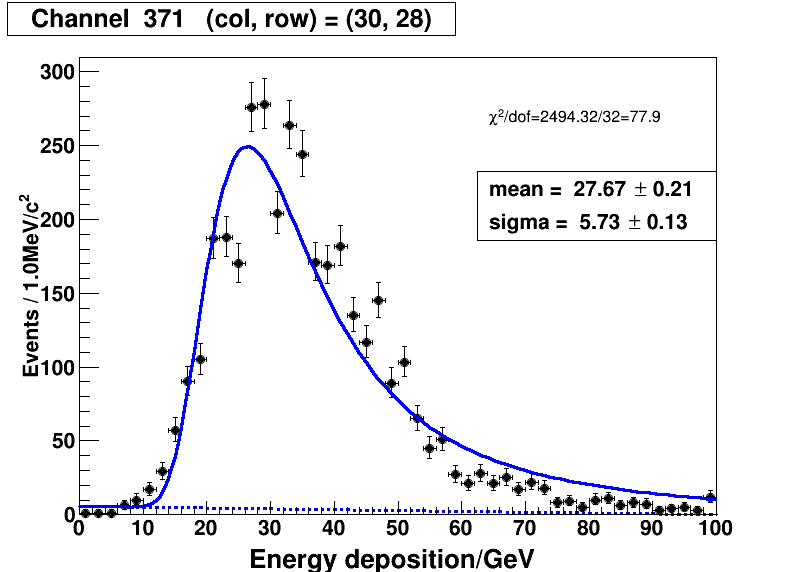 Channel 371 (col, row) = (30, 28)
χ²/dof=2494.32/32=77.9
mean = 27.67 ± 0.21
sigma = 5.73 ± 0.13
Events / 1.0MeV/c²
300
250
200
150
100
50
0
0 10 20 30 40 50 60 70 80 90 100
Energy deposition/GeV